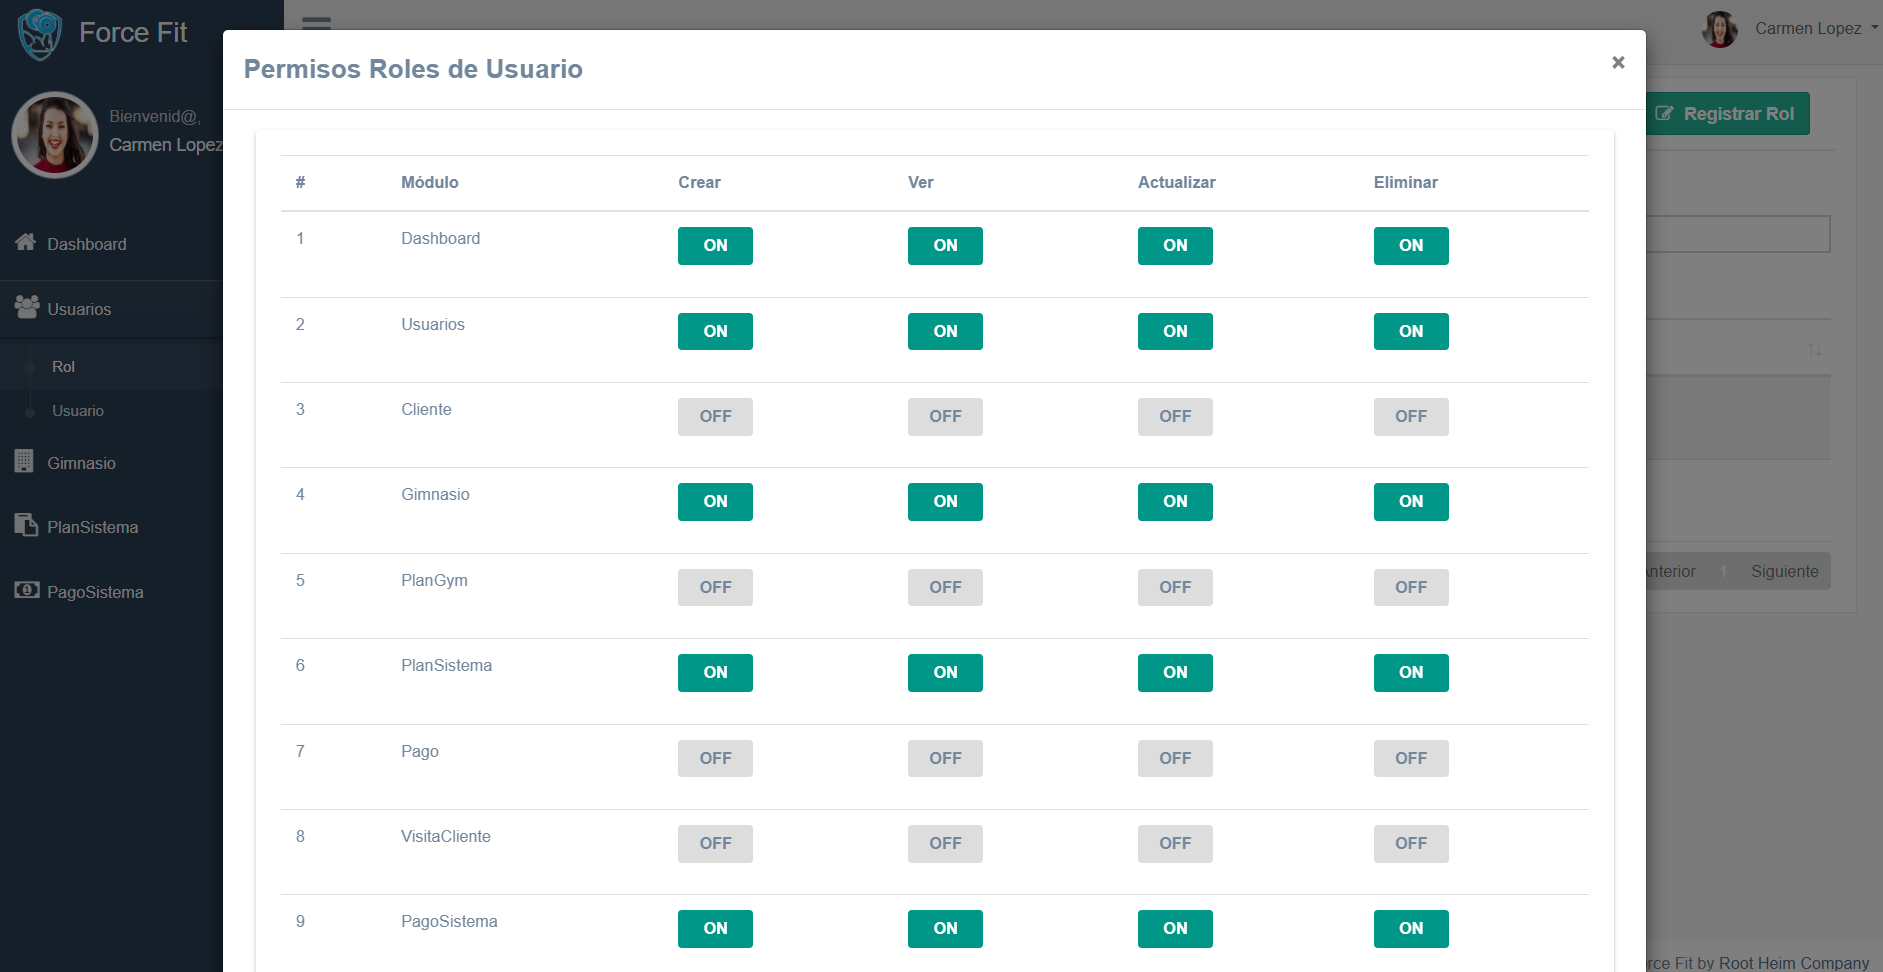 Force Fit
Carmen Lopez
Bienvenid@,
Carmen Lopez
Dashboard
Usuarios
Rol
Usuario
Gimnasio
PlanSistema
PagoSistema
Permisos Roles de Usuario
×
Registrar Rol
# Módulo Crear Ver Actualizar Eliminar
1 Dashboard ON ON ON ON
2 Usuarios ON ON ON ON
3 Cliente OFF OFF OFF OFF
4 Gimnasio ON ON ON ON
5 PlanGym OFF OFF OFF OFF
6 PlanSistema ON ON ON ON
7 Pago OFF OFF OFF OFF
8 VisitaCliente OFF OFF OFF OFF
9 PagoSistema ON ON ON ON
Anterior 1 Siguiente
rce Fit by Root Heim Company